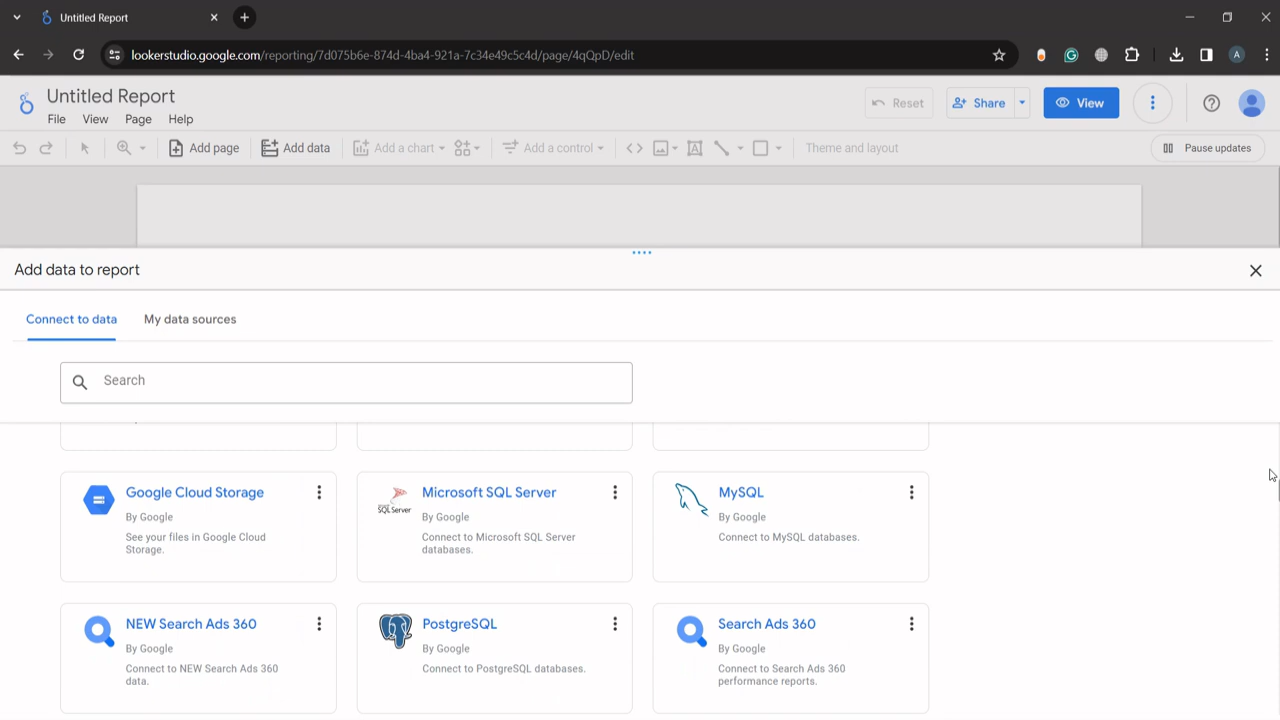 Untitled Report
lookerstudio.google.com/reporting/7d075b6e-874d-4ba4-921a-7c34e49c5c4d/page/4qQpD/edit
A
Untitled Report
File View Page Help
Reset
Share
View
Add page
Add data
Add a chart
Add a control
Theme and layout
Pause updates
Add data to report
Connect to data
My data sources
Search
Google Cloud Storage
By Google
See your files in Google Cloud
Storage.
SQL Server
Microsoft SQL Server
By Google
Connect to Microsoft SQL Server
databases.
MySQL
By Google
Connect to MySQL databases.
NEW Search Ads 360
By Google
Connect to NEW Search Ads 360
data.
PostgreSQL
By Google
Connect to PostgreSQL databases.
Search Ads 360
By Google
Connect to Search Ads 360
performance reports.